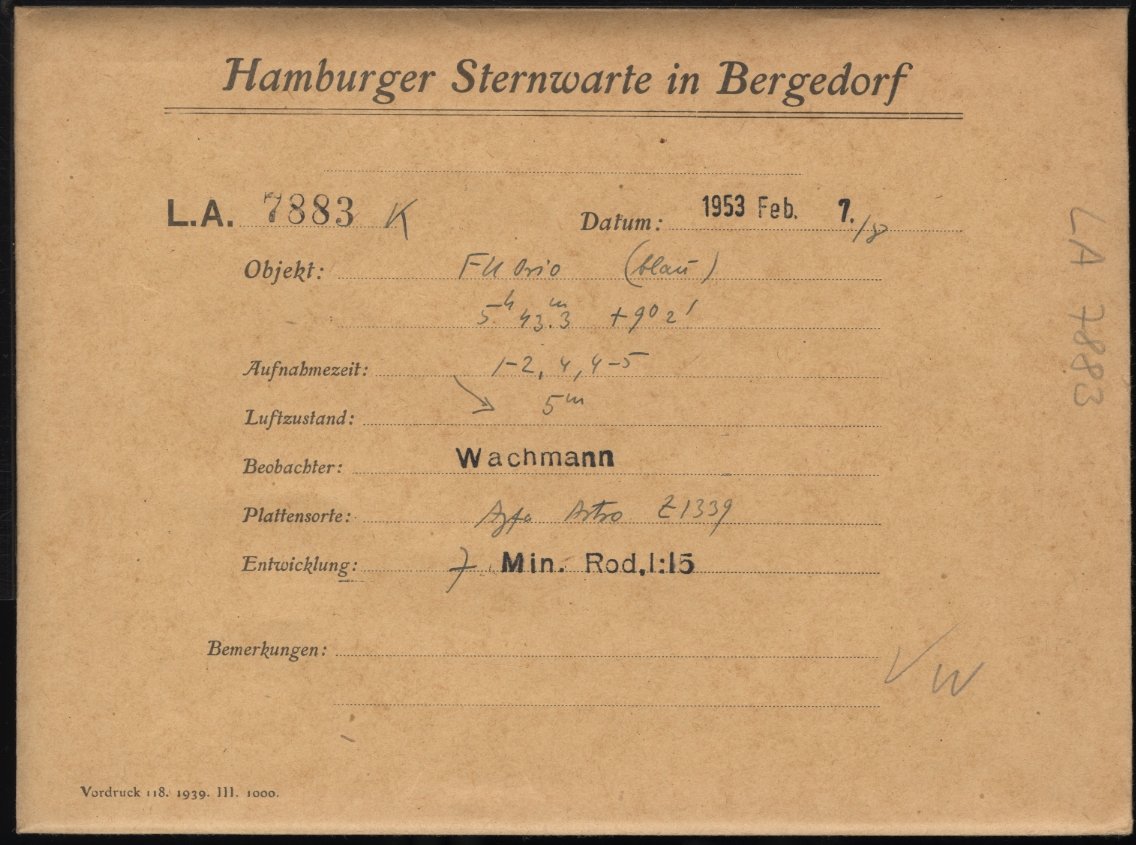 Hamburger Sternwarte in Bergedorf
L.A. 7883 K
Datum: 1953 Feb. 7./8
Objekt: FU Orio (blau)
5h 43.m3 +9° 2'
Aufnahmezeit: 1-2, 4, 4-5
Luftzustand: 5m
Beobachter: Wachmann
Plattensorte: Agfa Astro Z1339
Entwicklung: 7 Min. Rod, 1:15
Bemerkungen:
VW
Vordruck 118. 1939. III. 1000.
LA 7883